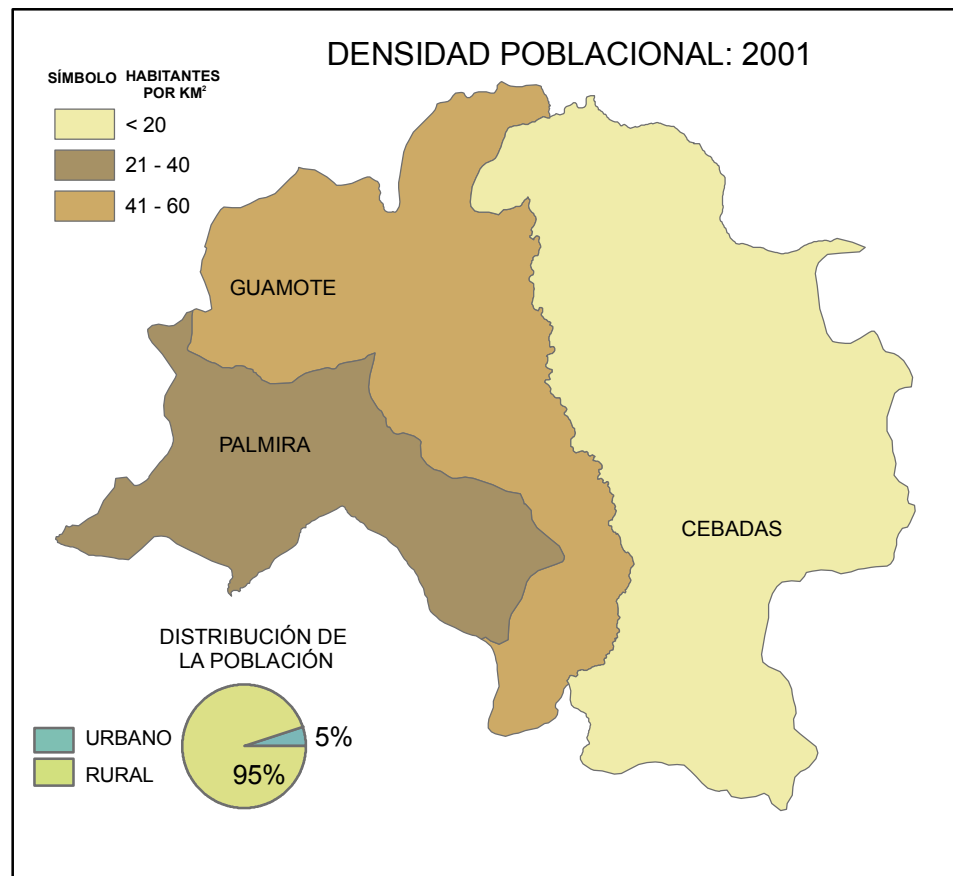 DENSIDAD POBLACIONAL: 2001
SÍMBOLO HABITANTES
POR KM²
< 20
21 - 40
41 - 60
GUAMOTE
PALMIRA
CEBADAS
DISTRIBUCIÓN DE
LA POBLACIÓN
URBANO
RURAL
5%
95%